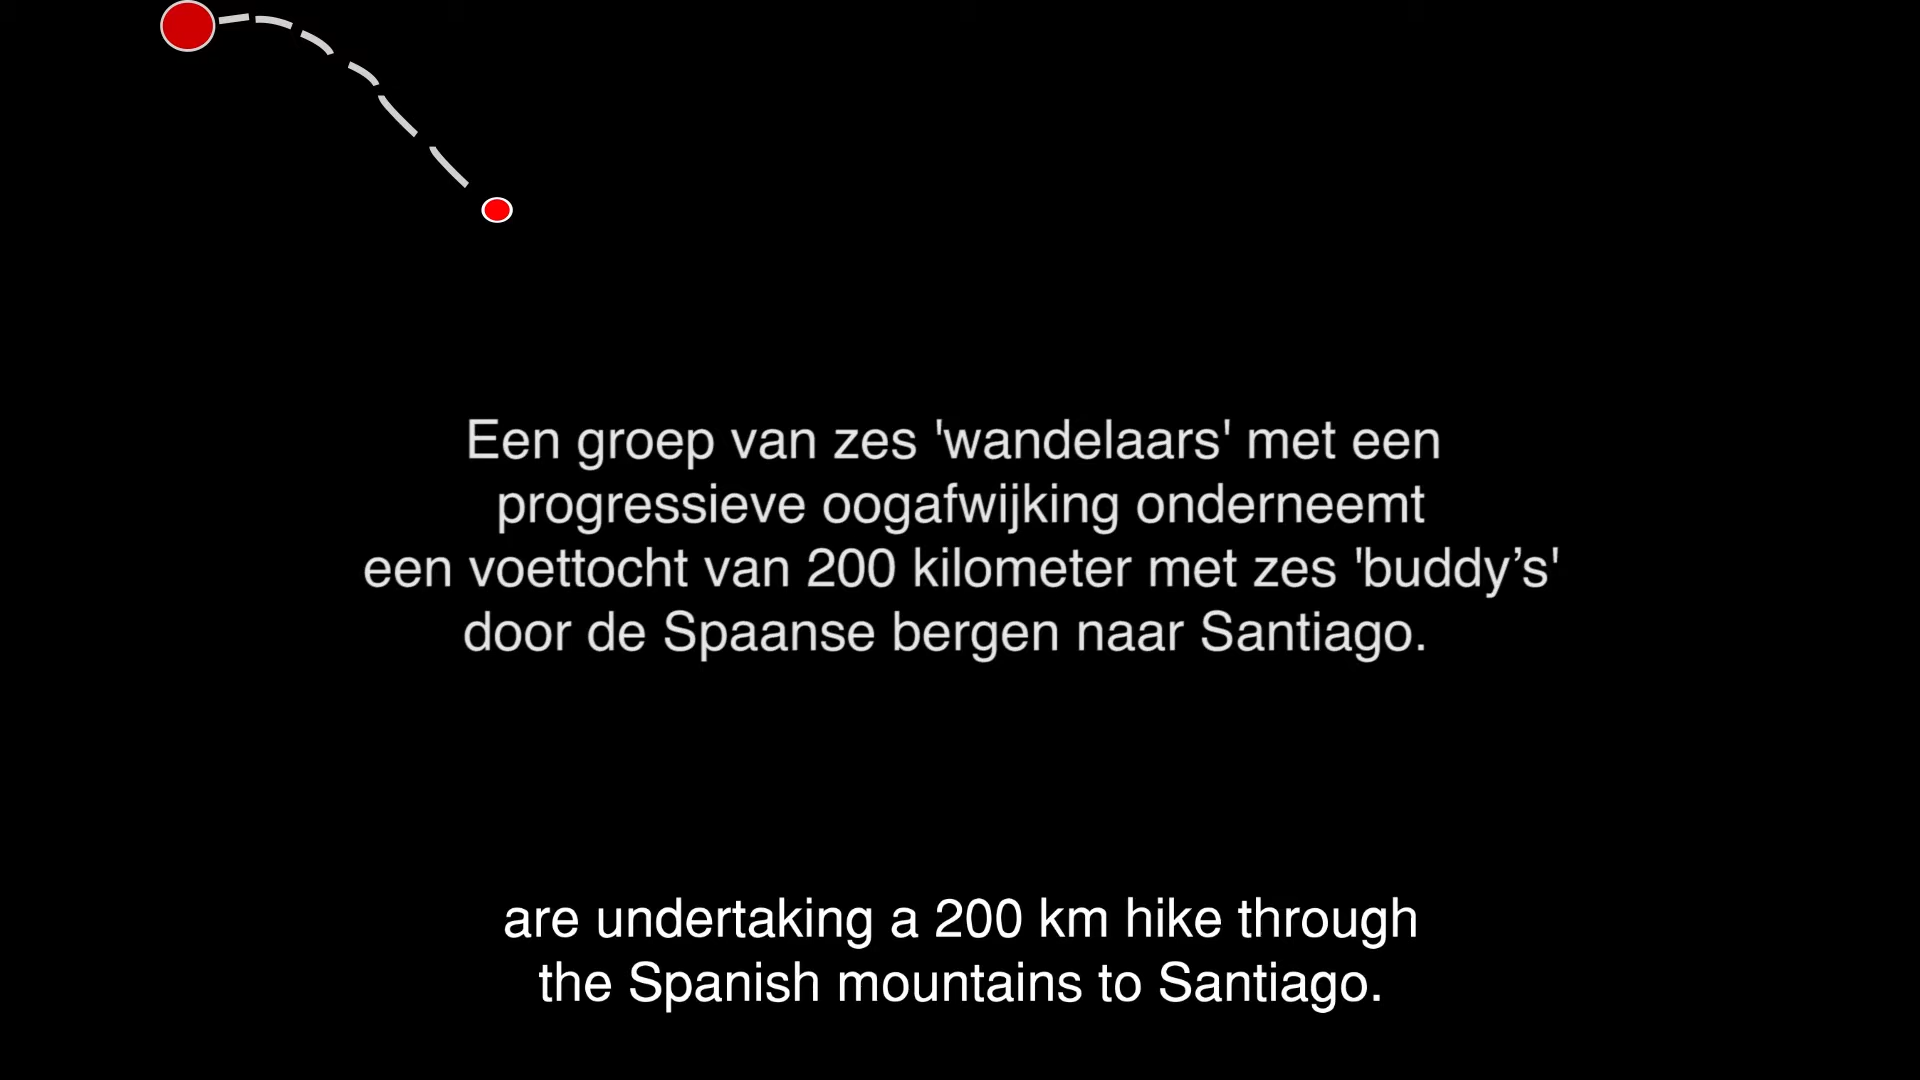 Een groep van zes 'wandelaars' met een
progressieve oogafwijking onderneemt
een voettocht van 200 kilometer met zes 'buddy’s'
door de Spaanse bergen naar Santiago.
are undertaking a 200 km hike through
the Spanish mountains to Santiago.